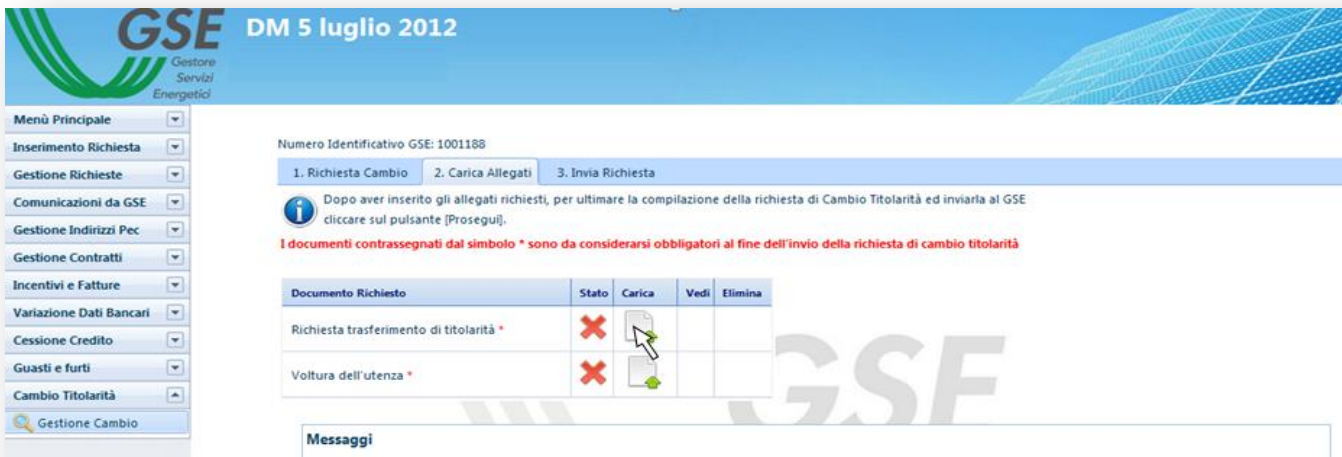 GSE
Gestore
Servizi
Energetici
DM 5 luglio 2012
Menù Principale
Inserimento Richiesta
Gestione Richieste
Comunicazioni da GSE
Gestione Indirizzi Pec
Gestione Contratti
Incentivi e Fatture
Variazione Dati Bancari
Cessione Credito
Guasti e furti
Cambio Titolarità
Gestione Cambio
Numero Identificativo GSE: 1001188
1. Richiesta Cambio 2. Carica Allegati 3. Invia Richiesta
Dopo aver inserito gli allegati richiesti, per ultimare la compilazione della richiesta di Cambio Titolarità ed inviarla al GSE
cliccare sul pulsante [Prosegui].
I documenti contrassegnati dal simbolo * sono da considerarsi obbligatori al fine dell'invio della richiesta di cambio titolarità
Documento Richiesto Stato Carica Vedi Elimina
Richiesta trasferimento di titolarità *
Voltura dell'utenza *
GSE
Messaggi